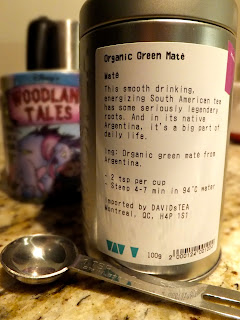 Disney's
WOODLAND
TALES
Organic Green Maté
Maté
This smooth drinking,
energizing South American tea
has some seriously legendary
roots. And in its native
Argentina, it's a big part of
daily life.
ing: Organic green maté from
Argentina.
- 2 tsp per cup
- Steep 4-7 min in 94°C water
Imported by DAVIDsTEA
Montreal, QC, H4P 1S1
100g